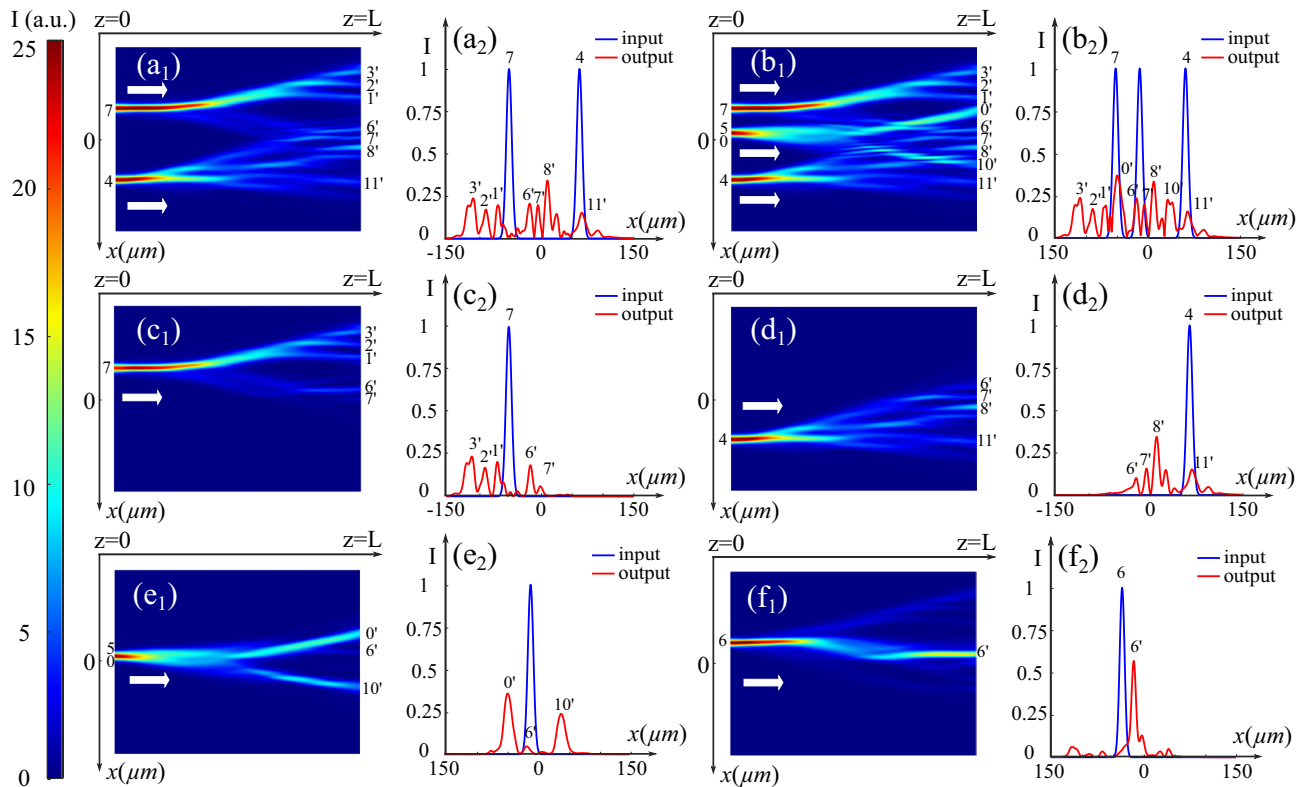 I (a.u.)
25
20
15
10
5
0
z=0 z=L
(a₁)
7
0
4
3'
2'
1'
6'
7'
8'
11'
x(μm)
I
(a₂)
input
output
7 4
1
0.75
0.5
0.25
0
3' 2' 1' 6' 7' 8' 11'
x(μm)
-150 0 150
z=0 z=L
(b₁)
7
5
0
0
4
3'
2'
1'
0'
6'
7'
8'
10'
11'
x(μm)
I
(b₂)
input
output
7 4
1
0.75
0.5
0.25
0
3' 2' 1' 0' 6' 7' 8' 10' 11'
x(μm)
150 0 150
z=0 z=L
(c₁)
7
0
3'
2'
1'
6'
7'
x(μm)
I
(c₂)
input
output
7
1
0.75
0.5
0.25
0
3' 2' 1' 6' 7'
x(μm)
-150 0 150
z=0 z=L
(d₁)
0
4
6'
7'
8'
11'
x(μm)
I
(d₂)
input
output
4
1
0.75
0.5
0.25
0
6' 7' 8' 11'
x(μm)
-150 0 150
z=0 z=L
(e₁)
5
0
0
0'
6'
10'
x(μm)
I
(e₂)
input
output
1
0.75
0.5
0.25
0
0' 6' 10'
x(μm)
-150 0 150
z=0 z=L
(f₁)
6
0
6'
x(μm)
I
(f₂)
input
output
6
1
0.75
0.5
0.25
0
6'
x(μm)
150 0 150